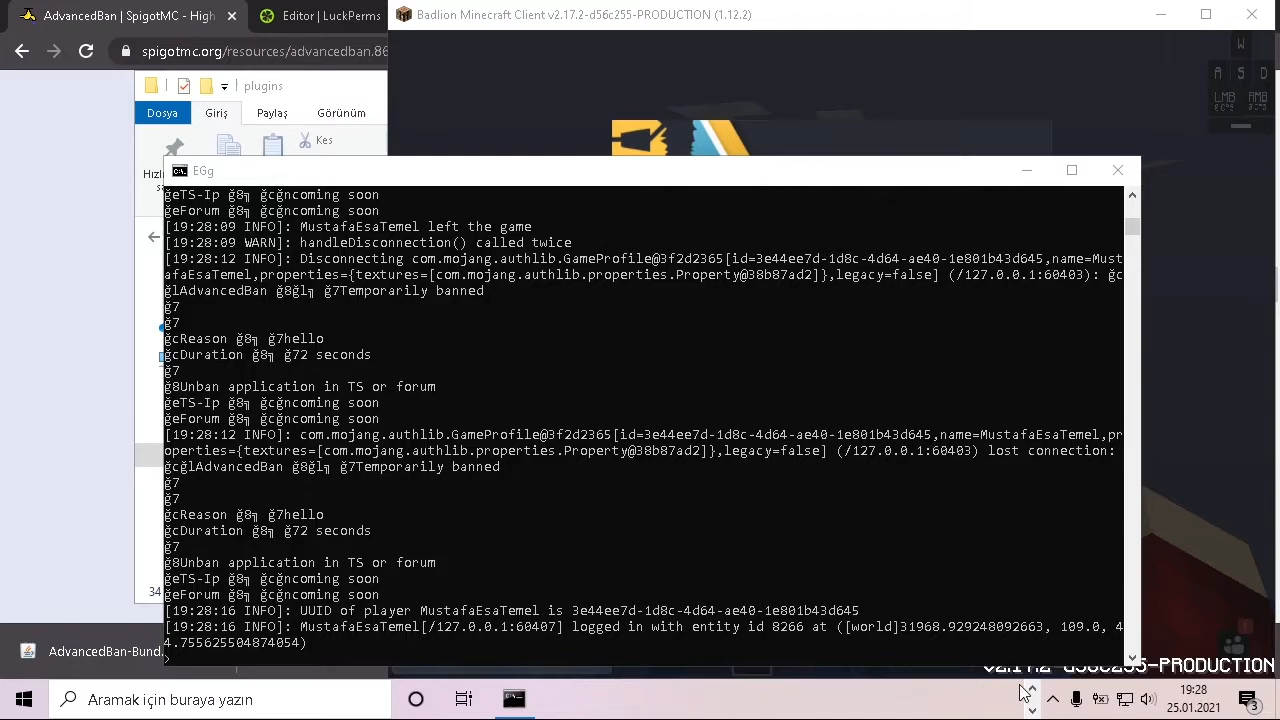 AdvancedBan | SpigotMC - High
Editor | LuckPerms
Badlion Minecraft Client v2.17.2-d56c255-PRODUCTION (1.12.2)
spigotmc.org/resources/advancedban.86
W
A S D
LMB RMB
plugins
Dosya Giriş Paylaş Görünüm
Kes
EGg
ğeTS-Ip ğ8╗ ğcğncoming soon
ğeForum ğ8╗ ğcğncoming soon
[19:28:09 INFO]: MustafaEsaTemel left the game
[19:28:09 WARN]: handleDisconnection() called twice
[19:28:12 INFO]: Disconnecting com.mojang.authlib.GameProfile@3f2d2365[id=3e44ee7d-1d8c-4d64-ae40-1e801b43d645,name=Must
afaEsaTemel,properties={textures=[com.mojang.authlib.properties.Property@38b87ad2]},legacy=false] (/127.0.0.1:60403): ğc
ğlAdvancedBan ğ8ğl╗ ğ7Temporarily banned
ğ7
ğ7
ğcReason ğ8╗ ğ7hello
ğcDuration ğ8╗ ğ72 seconds
ğ7
ğ8Unban application in TS or forum
ğeTS-Ip ğ8╗ ğcğncoming soon
ğeForum ğ8╗ ğcğncoming soon
[19:28:12 INFO]: com.mojang.authlib.GameProfile@3f2d2365[id=3e44ee7d-1d8c-4d64-ae40-1e801b43d645,name=MustafaEsaTemel,pr
operties={textures=[com.mojang.authlib.properties.Property@38b87ad2]},legacy=false] (/127.0.0.1:60403) lost connection:
ğcğlAdvancedBan ğ8ğl╗ ğ7Temporarily banned
ğ7
ğ7
ğcReason ğ8╗ ğ7hello
ğcDuration ğ8╗ ğ72 seconds
ğ7
ğ8Unban application in TS or forum
ğeTS-Ip ğ8╗ ğcğncoming soon
ğeForum ğ8╗ ğcğncoming soon
[19:28:16 INFO]: UUID of player MustafaEsaTemel is 3e44ee7d-1d8c-4d64-ae40-1e801b43d645
[19:28:16 INFO]: MustafaEsaTemel[/127.0.0.1:60407] logged in with entity id 8266 at ([world]31968.929248092663, 109.0, 4
4.755625504874054)
>
34
AdvancedBan-Bund
v2.17.2-d56c255-PRODUCTION
Aramak için buraya yazın
19:28
25.01.2021
3